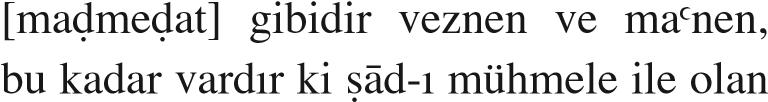 [maḍmeḍat] gibidir veznen ve maʿnen,
bu kadar vardır ki ṣād-ı mühmele ile olan